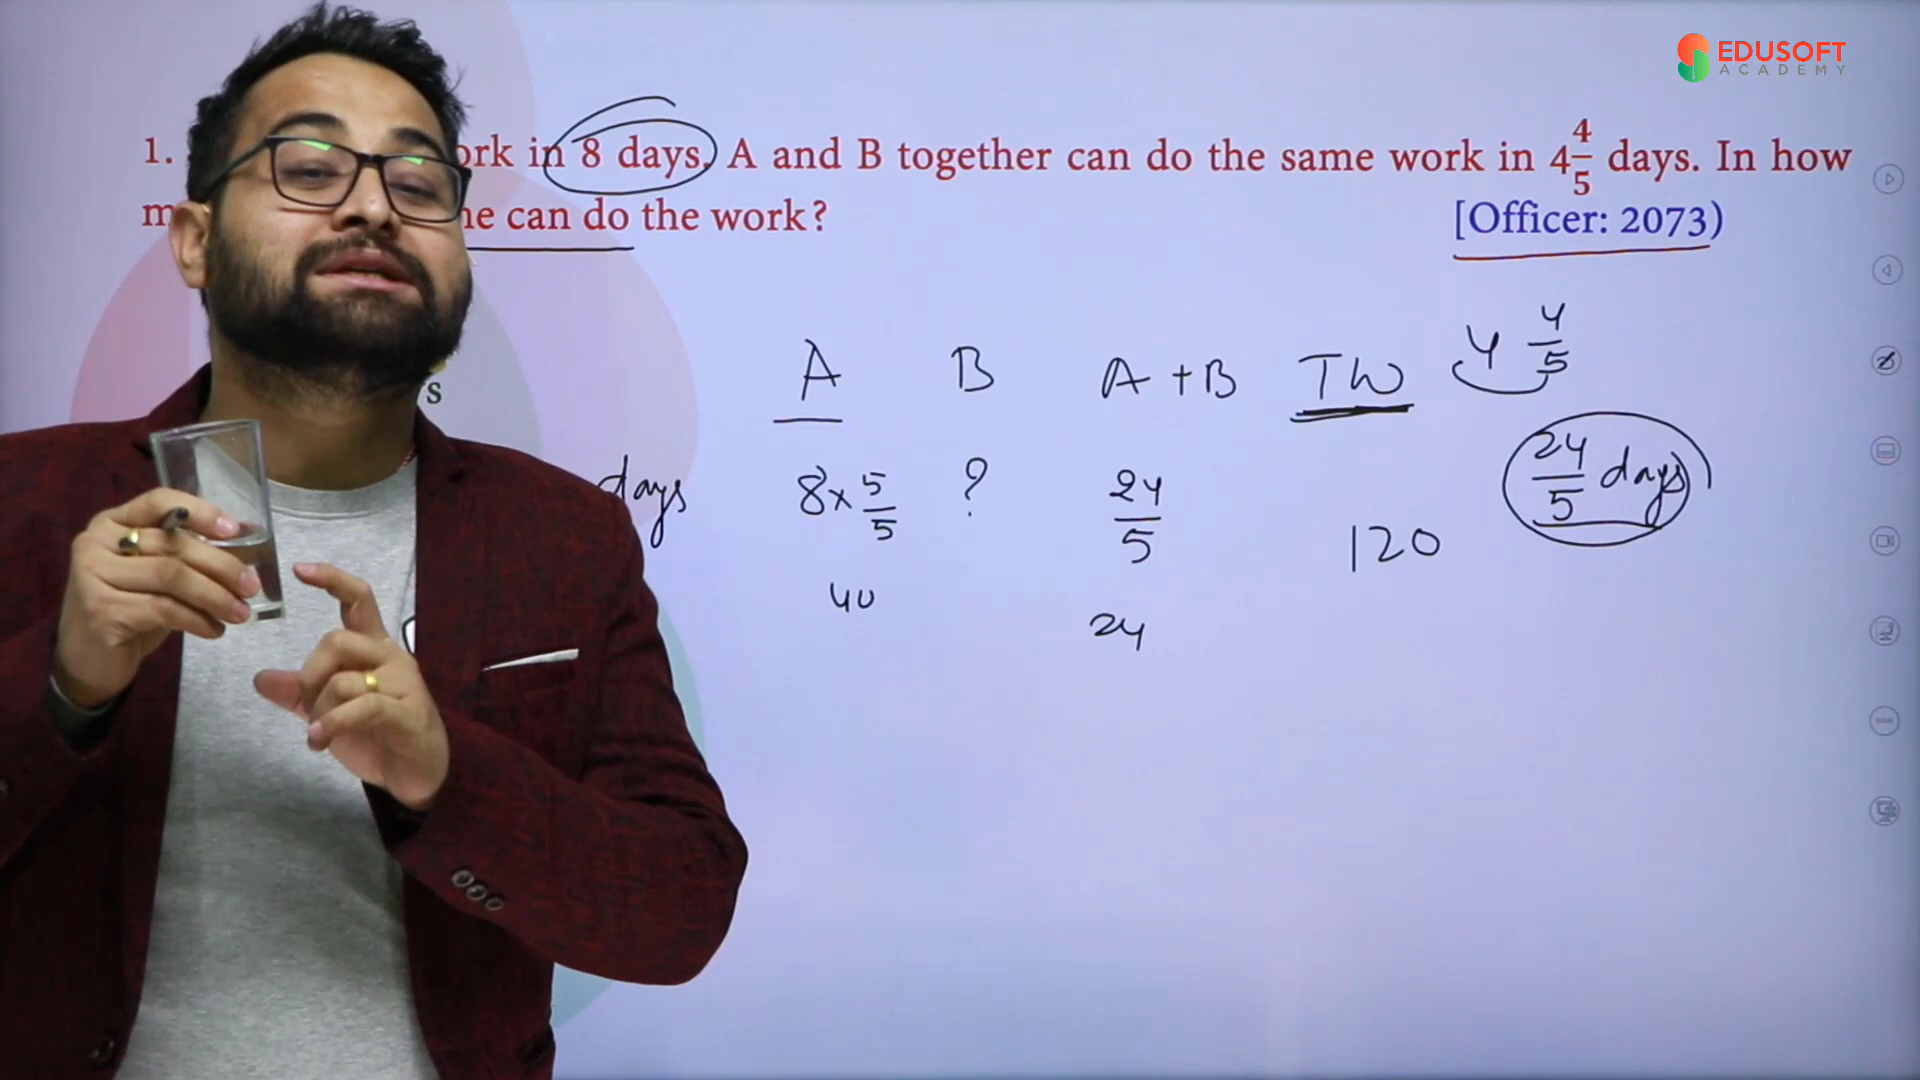 EDUSOFT
ACADEMY
1. in 8 days, A and B together can do the same work in 4 4/5 days. In how
can do the work?
[Officer: 2073)
A B A + B TW 4 4/5
days 8 x 5/5 ? 24/5 120 24/5 days
40 24